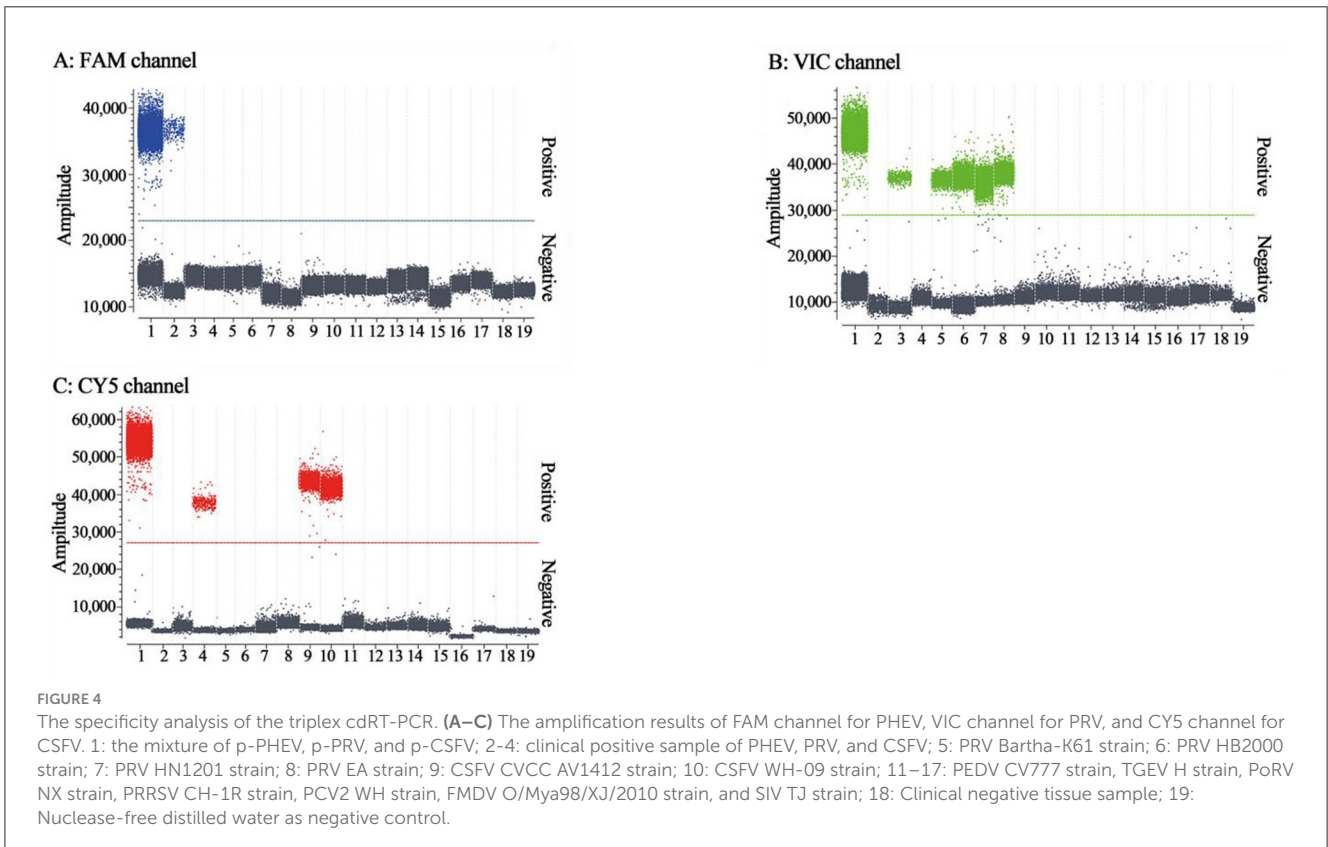 A: FAM channel
40,000
30,000
20,000
10,000
Ampiltude
Positive
Negative
1 2 3 4 5 6 7 8 9 10 11 12 13 14 15 16 17 18 19
B: VIC channel
50,000
40,000
30,000
20,000
10,000
Ampiltude
Positive
Negative
1 2 3 4 5 6 7 8 9 10 11 12 13 14 15 16 17 18 19
C: CY5 channel
60,000
50,000
40,000
30,000
20,000
10,000
Ampiltude
Positive
Negative
1 2 3 4 5 6 7 8 9 10 11 12 13 14 15 16 17 18 19
FIGURE 4
The specificity analysis of the triplex cdRT-PCR. (A–C) The amplification results of FAM channel for PHEV, VIC channel for PRV, and CY5 channel for
CSFV. 1: the mixture of p-PHEV, p-PRV, and p-CSFV; 2-4: clinical positive sample of PHEV, PRV, and CSFV; 5: PRV Bartha-K61 strain; 6: PRV HB2000
strain; 7: PRV HN1201 strain; 8: PRV EA strain; 9: CSFV CVCC AV1412 strain; 10: CSFV WH-09 strain; 11–17: PEDV CV777 strain, TGEV H strain, PoRV
NX strain, PRRSV CH-1R strain, PCV2 WH strain, FMDV O/Mya98/XJ/2010 strain, and SIV TJ strain; 18: Clinical negative tissue sample; 19:
Nuclease-free distilled water as negative control.